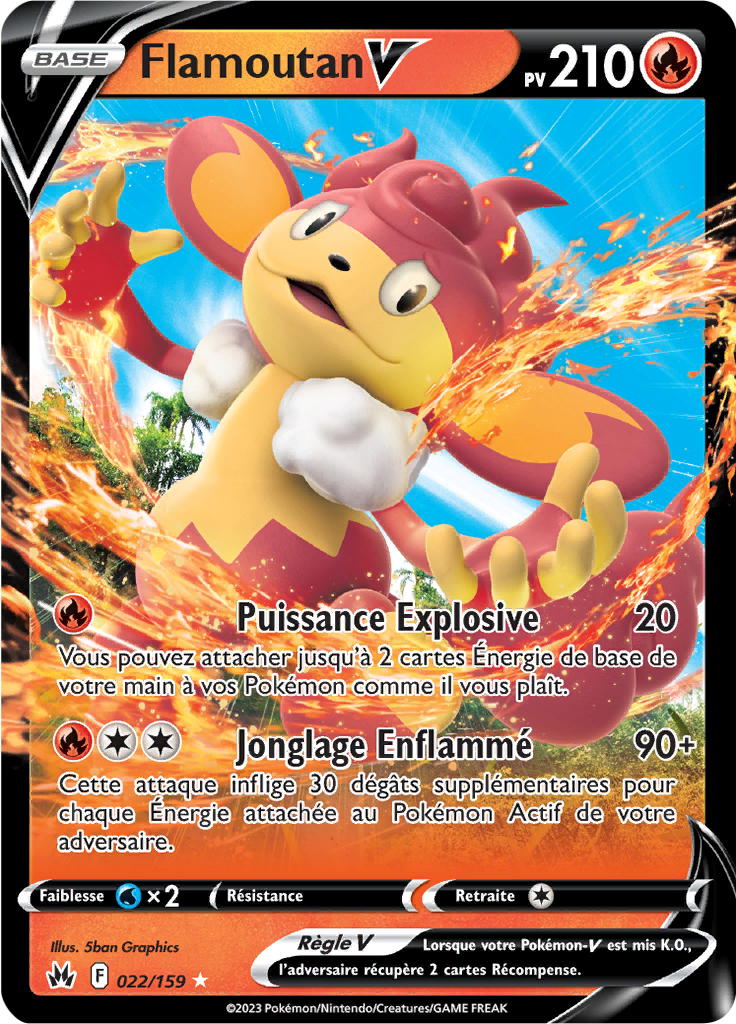 BASE Flamoutan V PV 210
Puissance Explosive 20
Vous pouvez attacher jusqu'à 2 cartes Énergie de base de
votre main à vos Pokémon comme il vous plaît.
Jonglage Enflammé 90+
Cette attaque inflige 30 dégâts supplémentaires pour
chaque Énergie attachée au Pokémon Actif de votre
adversaire.
Faiblesse ×2 Résistance Retraite
Illus. 5ban Graphics
Règle V Lorsque votre Pokémon-V est mis K.O.,
l'adversaire récupère 2 cartes Récompense.
F 022/159 ★
©2023 Pokémon/Nintendo/Creatures/GAME FREAK